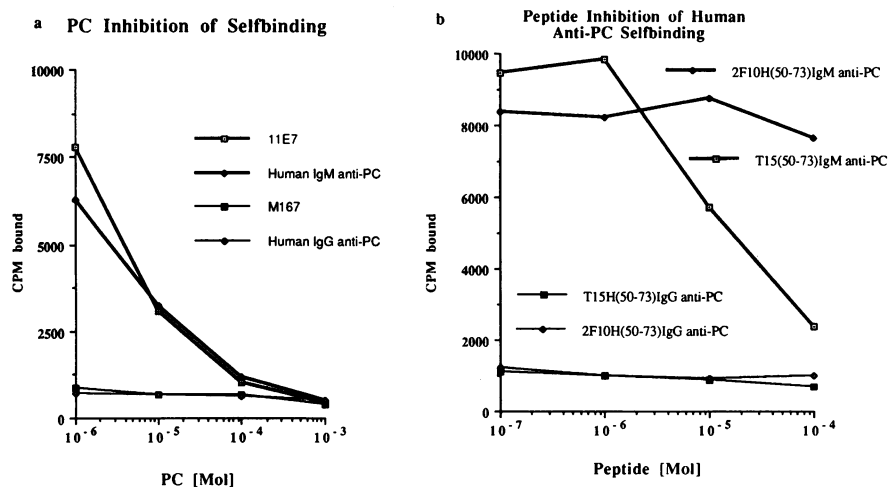 a PC Inhibition of Selfbinding
10000
7500
5000
2500
0
CPM bound
11E7
Human IgM anti-PC
M167
Human IgG anti-PC
10-6
10-5
10-4
10-3
PC [Mol]
b Peptide Inhibition of Human
Anti-PC Selfbinding
10000
8000
6000
4000
2000
0
CPM bound
2F10H(50-73)IgM anti-PC
T15(50-73)IgM anti-PC
T15H(50-73)IgG anti-PC
2F10H(50-73)IgG anti-PC
10-7
10-6
10-5
10-4
Peptide [Mol]